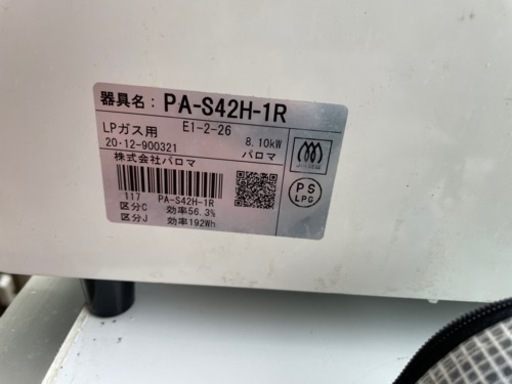 器具名：PA-S42H-1R
LPガス用 E1-2-26
20・12-900321 8.10kW
株式会社パロマ パロマ
117 PA-S42H-1R
区分C 効率56.3%
区分J 効率192Wh
PS
LPG